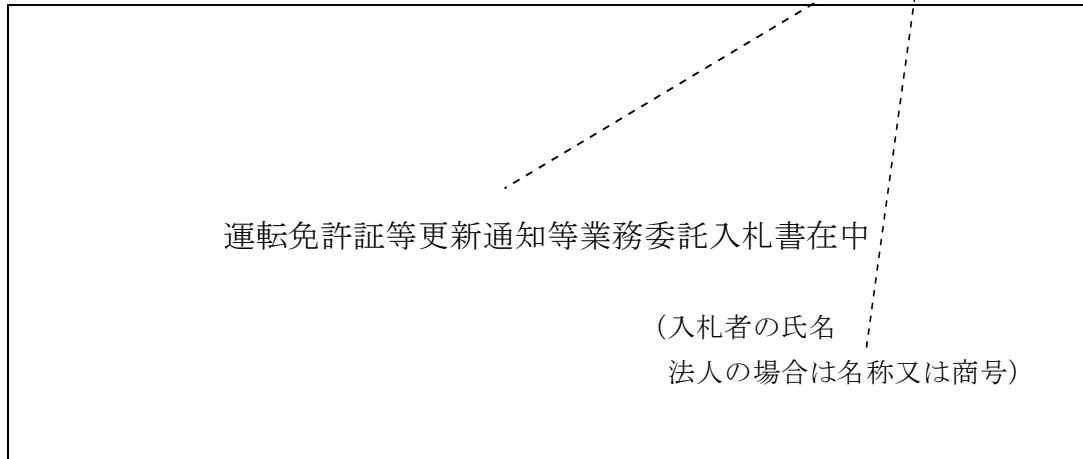 運転免許証等更新通知等業務委託入札書在中
（入札者の氏名
法人の場合は名称又は商号）